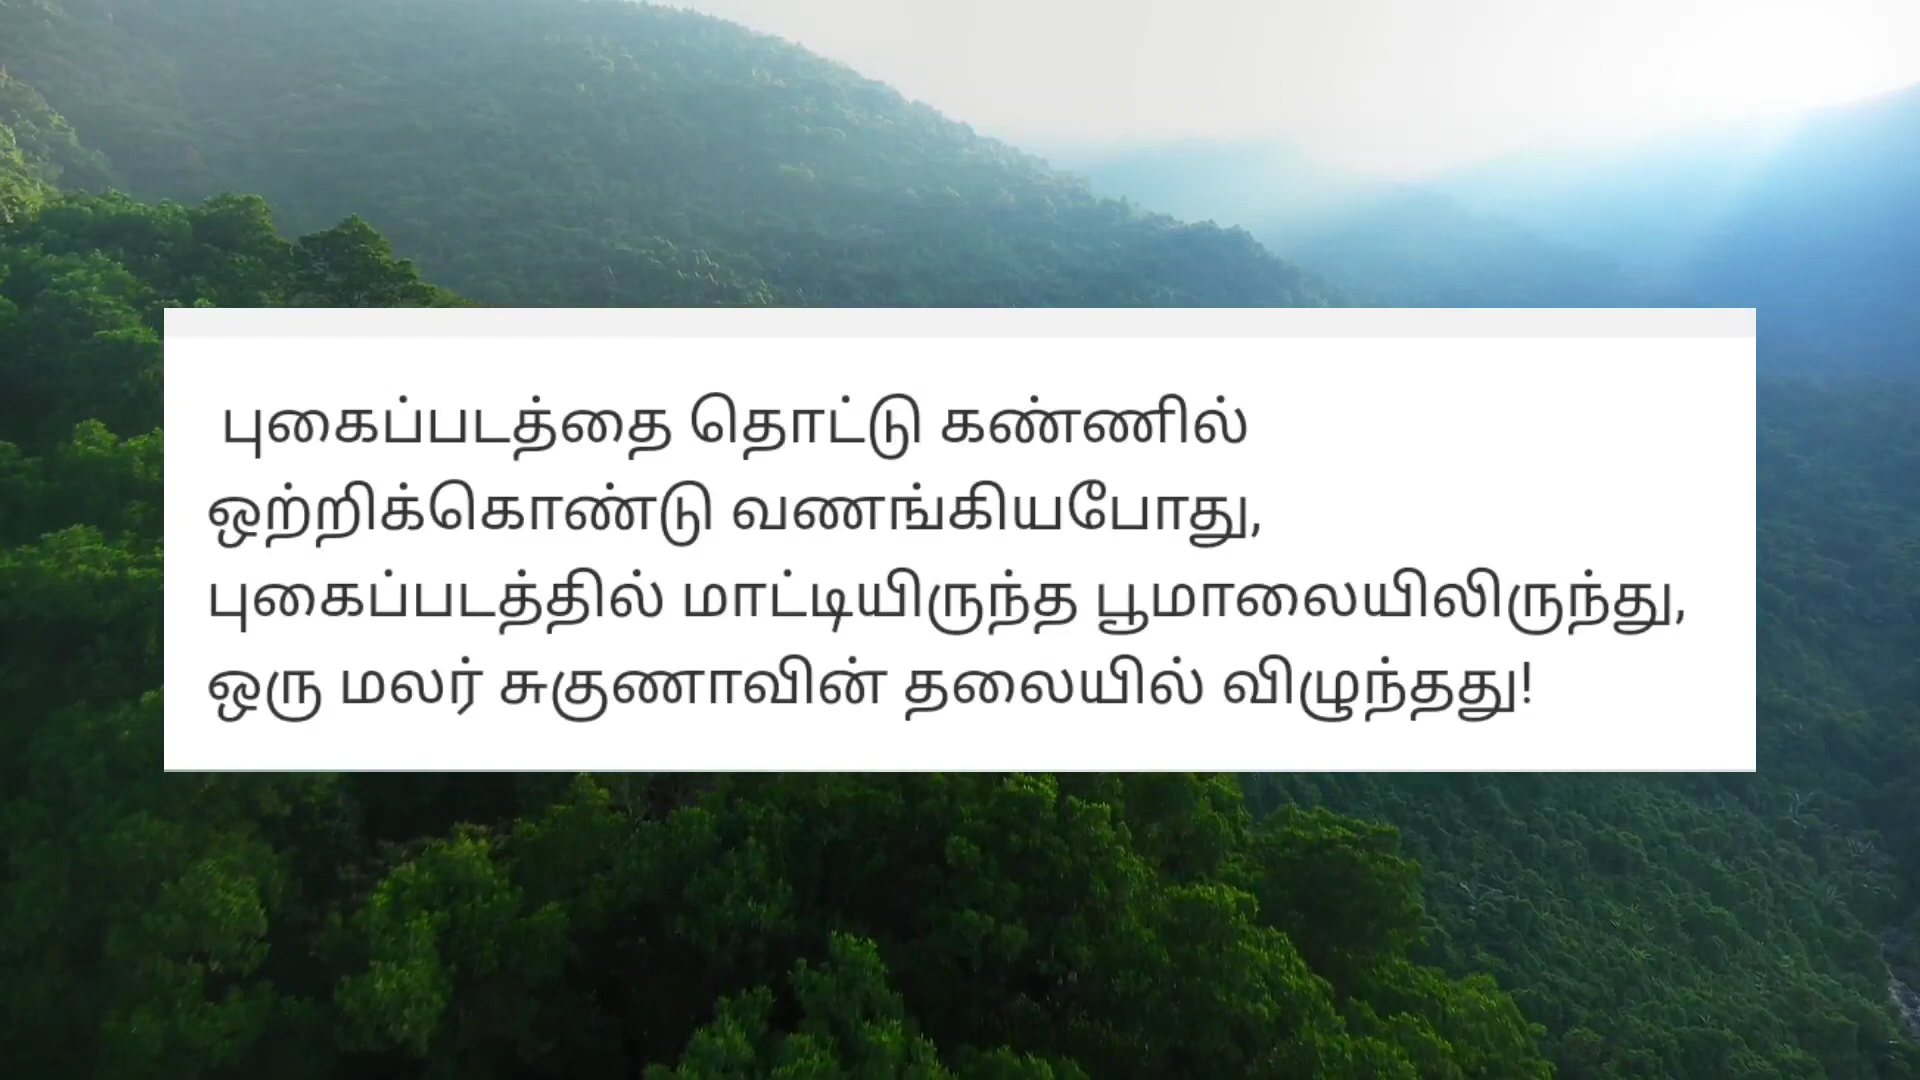 புகைப்படத்தை தொட்டு கண்ணில்
ஒற்றிக்கொண்டு வணங்கியபோது,
புகைப்படத்தில் மாட்டியிருந்த பூமாலையிலிருந்து,
ஒரு மலர் சுகுணாவின் தலையில் விழுந்தது!